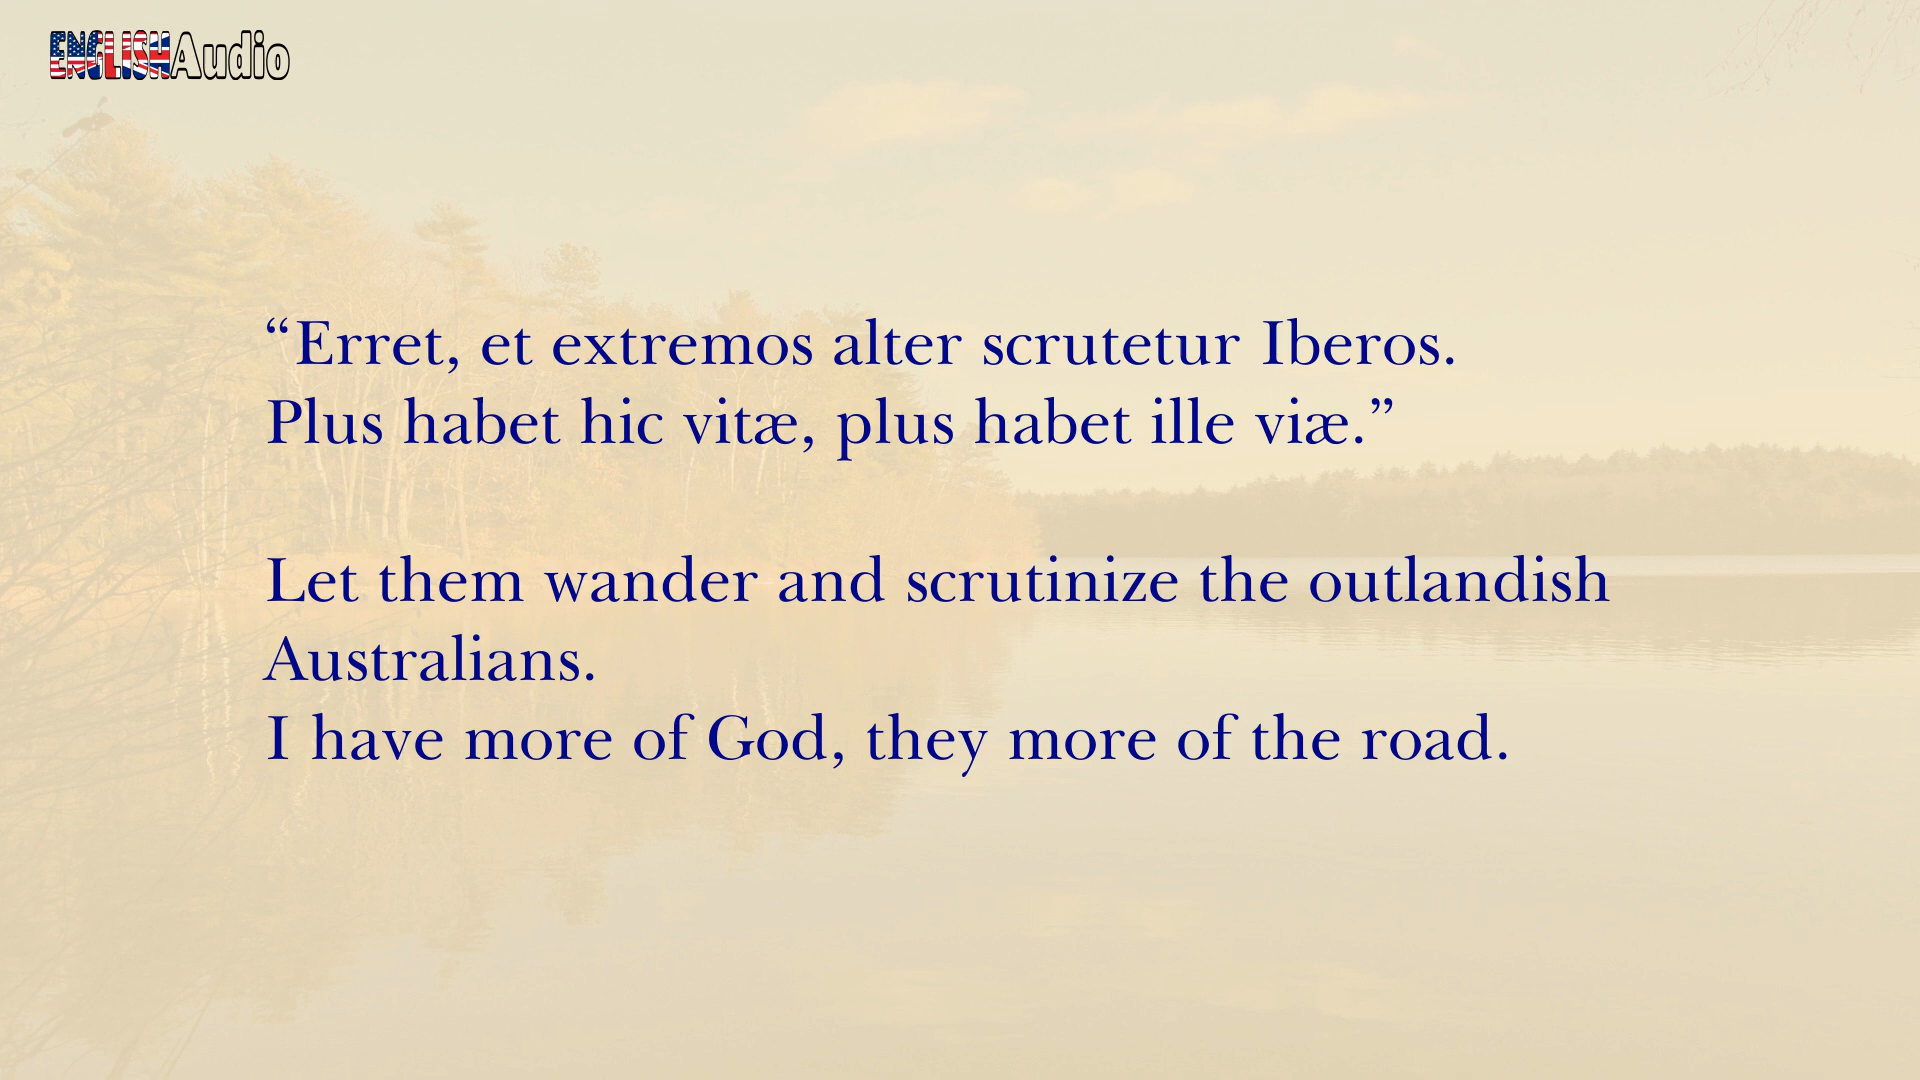 ENGLISHAudio
“Erret, et extremos alter scrutetur Iberos.
Plus habet hic vitæ, plus habet ille viæ.”
Let them wander and scrutinize the outlandish
Australians.
I have more of God, they more of the road.